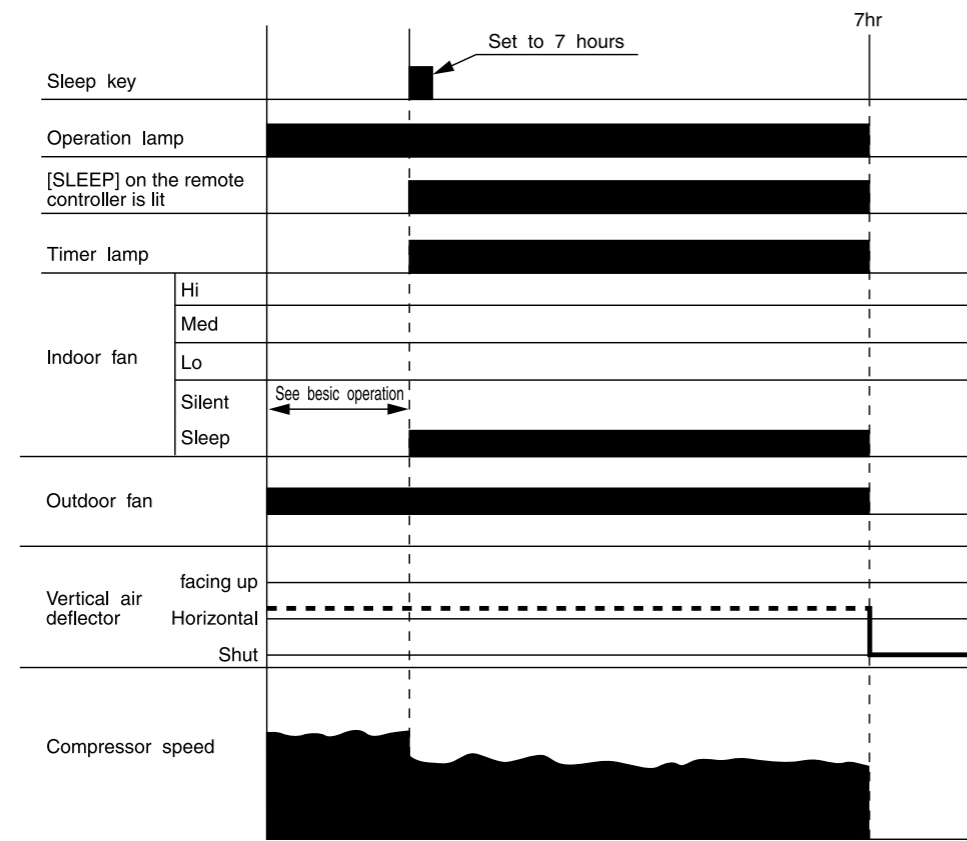 7hr
Set to 7 hours
Sleep key
Operation lamp
[SLEEP] on the remote
controller is lit
Timer lamp
Hi
Med
Indoor fan
Lo
Silent
See besic operation
Sleep
Outdoor fan
facing up
Vertical air
deflector
Horizontal
Shut
Compressor speed